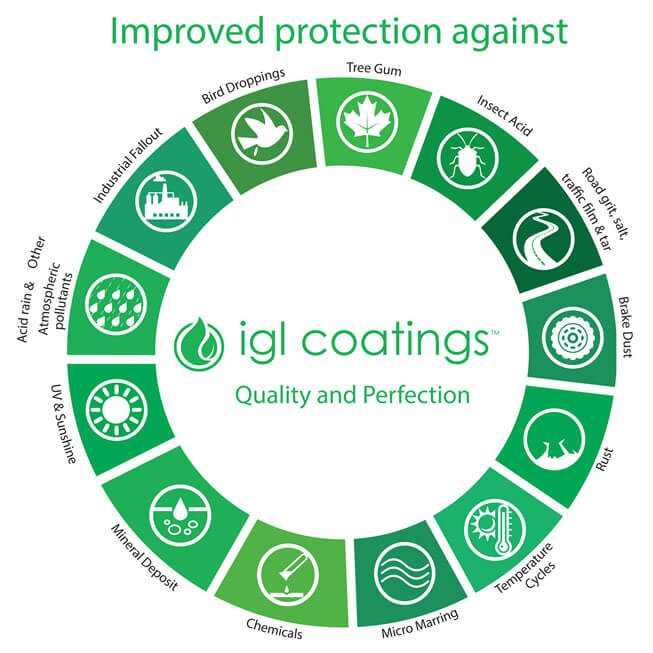 Improved protection against
Tree Gum
Insect Acid
Road grit, salt,
traffic film & tar
Brake Dust
Rust
Temperature
Cycles
Micro Marring
Chemicals
Mineral Deposit
UV & Sunshine
Acid rain & Other
Atmospheric
pollutants
Industrial Fallout
Bird Droppings
igl coatings™
Quality and Perfection